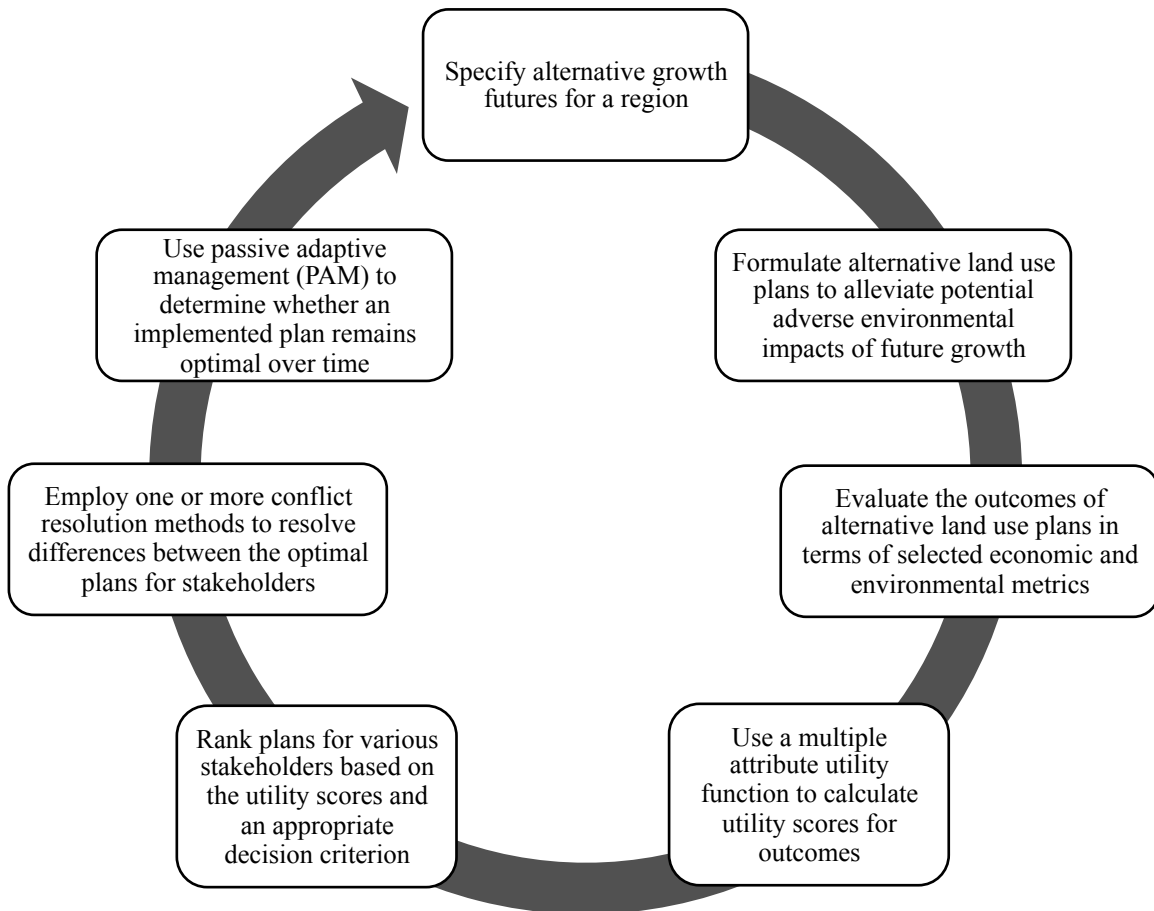 Specify alternative growth
futures for a region
Formulate alternative land use
plans to alleviate potential
adverse environmental
impacts of future growth
Evaluate the outcomes of
alternative land use plans in
terms of selected economic and
environmental metrics
Use a multiple
attribute utility
function to calculate
utility scores for
outcomes
Rank plans for various
stakeholders based on
the utility scores and
an appropriate
decision criterion
Employ one or more conflict
resolution methods to resolve
differences between the optimal
plans for stakeholders
Use passive adaptive
management (PAM) to
determine whether an
implemented plan remains
optimal over time